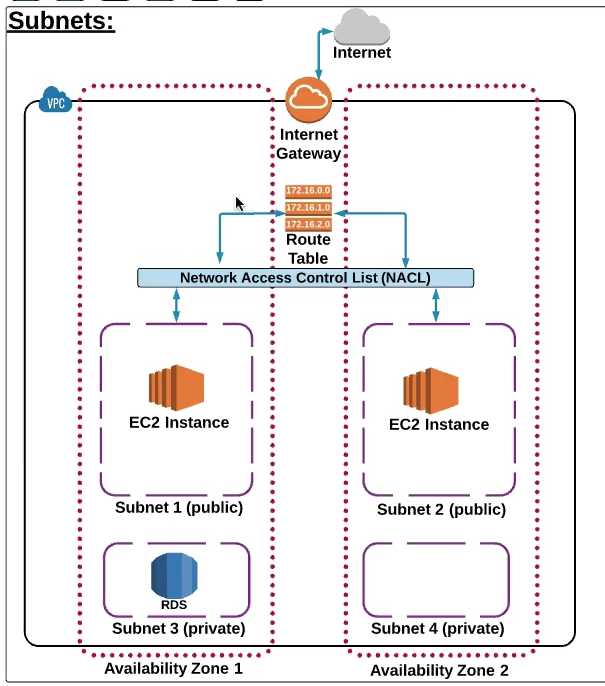 Subnets:
Internet
VPC
Internet
Gateway
172.16.0.0
172.16.1.0
172.16.2.0
Route
Table
Network Access Control List (NACL)
EC2 Instance
EC2 Instance
Subnet 1 (public)
Subnet 2 (public)
RDS
Subnet 3 (private)
Subnet 4 (private)
Availability Zone 1
Availability Zone 2